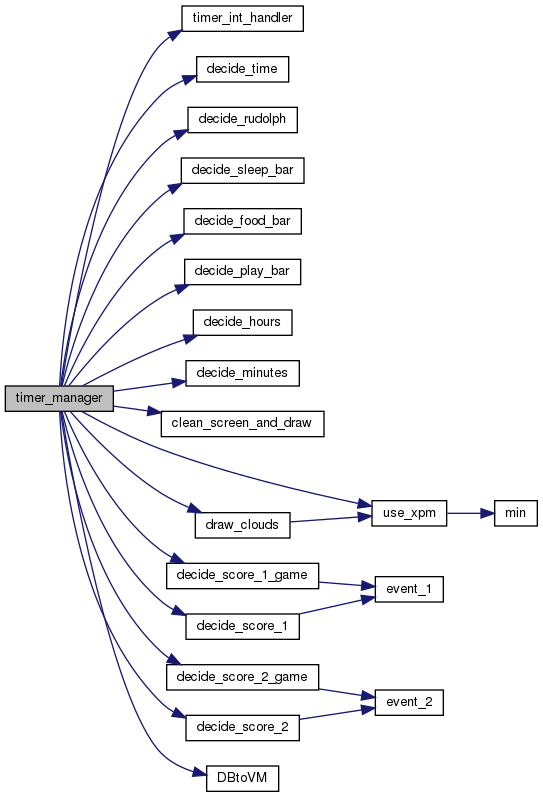 timer_int_handler
decide_time
decide_rudolph
decide_sleep_bar
decide_food_bar
decide_play_bar
decide_hours
decide_minutes
timer_manager
clean_screen_and_draw
use_xpm
min
draw_clouds
decide_score_1_game
event_1
decide_score_1
decide_score_2_game
event_2
decide_score_2
DBtoVM